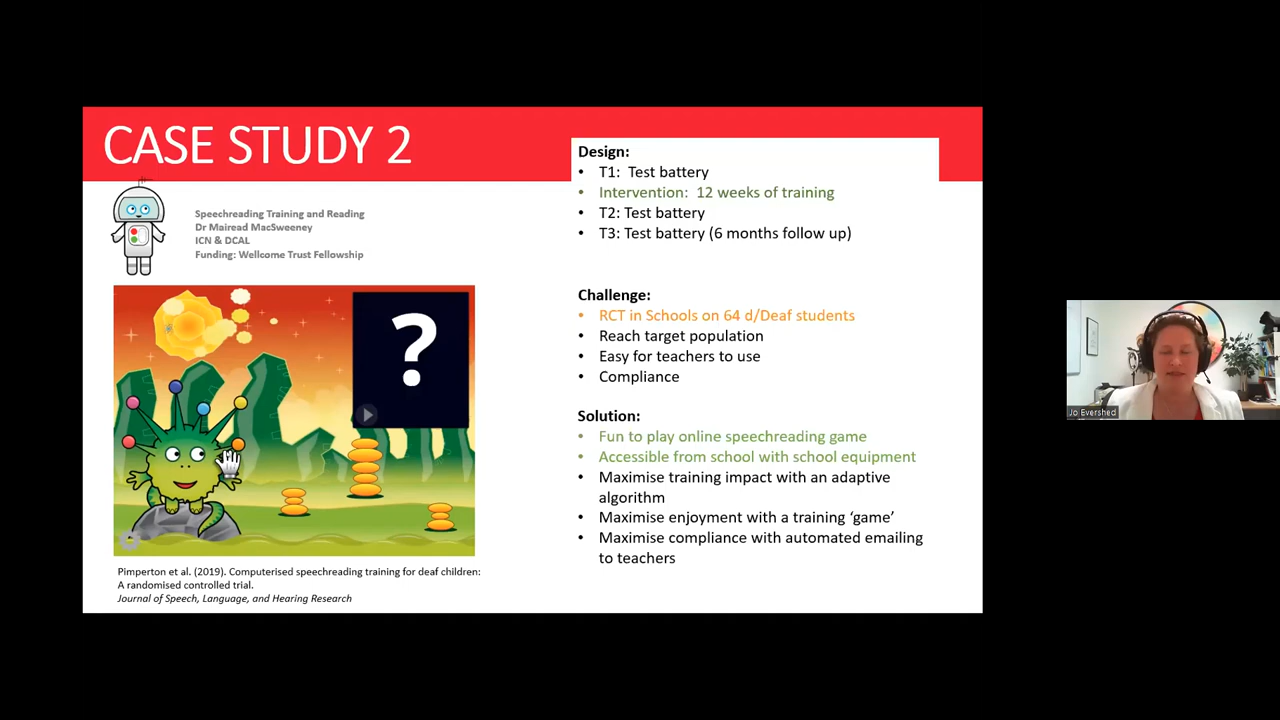 CASE STUDY 2
Speechreading Training and Reading
Dr Mairead MacSweeney
ICN & DCAL
Funding: Wellcome Trust Fellowship
?
Pimperton et al. (2019). Computerised speechreading training for deaf children:
A randomised controlled trial.
Journal of Speech, Language, and Hearing Research
Design:
• T1: Test battery
• Intervention: 12 weeks of training
• T2: Test battery
• T3: Test battery (6 months follow up)
Challenge:
• RCT in Schools on 64 d/Deaf students
• Reach target population
• Easy for teachers to use
• Compliance
Solution:
• Fun to play online speechreading game
• Accessible from school with school equipment
• Maximise training impact with an adaptive
algorithm
• Maximise enjoyment with a training ‘game’
• Maximise compliance with automated emailing
to teachers
Jo Evershed